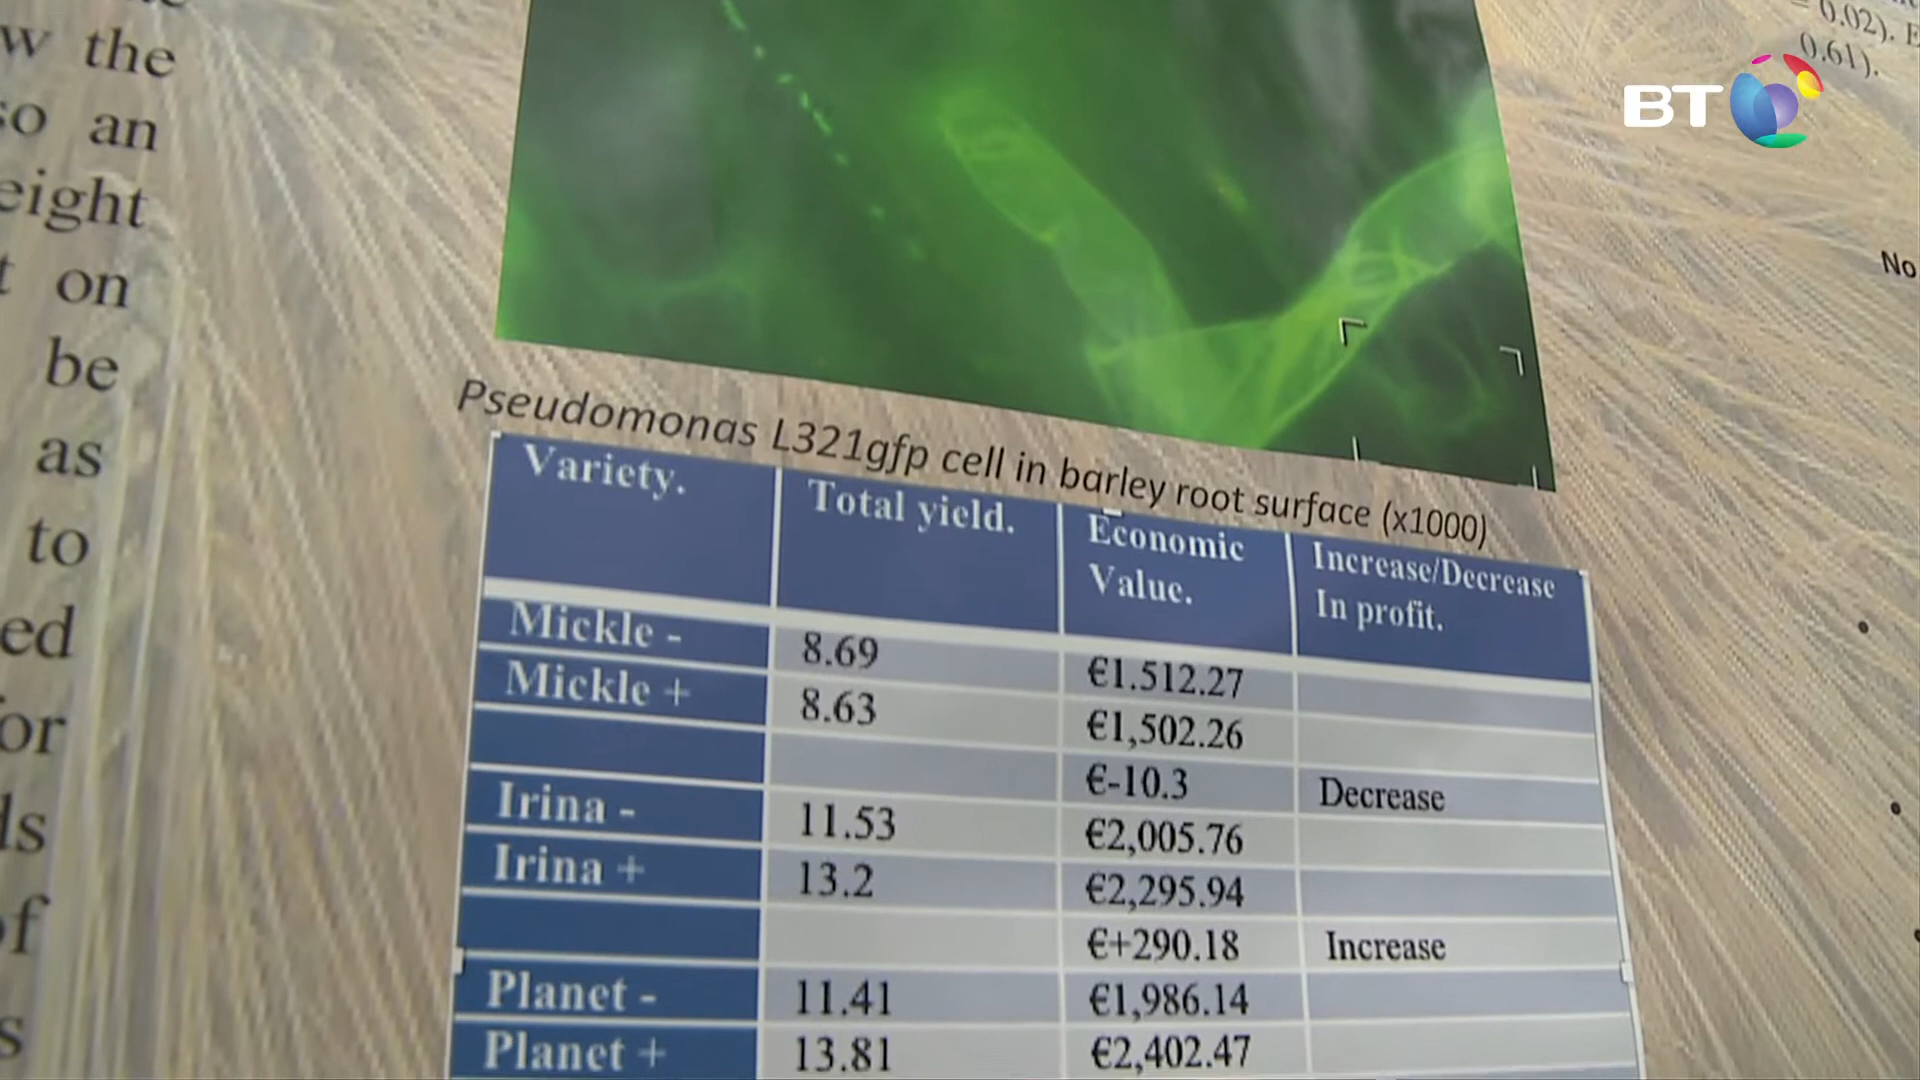 w the
so an
eight
t on
be
as
to
ed
for
ds
of
s
BT
0.02). E
0.61).
No
Pseudomonas L321gfp cell in barley root surface (x1000)
Variety. Total yield. Economic Value. Increase/Decrease In profit.
Mickle - 8.69 €1.512.27
Mickle + 8.63 €1,502.26
€-10.3 Decrease
Irina - 11.53 €2,005.76
Irina + 13.2 €2,295.94
€+290.18 Increase
Planet - 11.41 €1,986.14
Planet + 13.81 €2,402.47